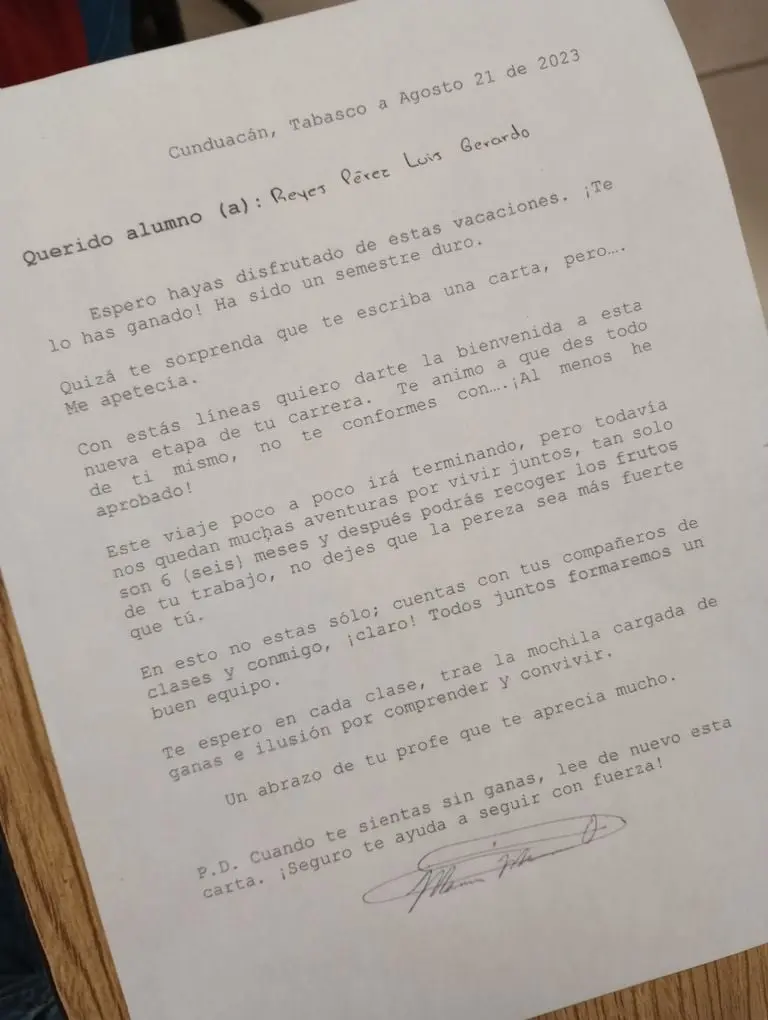 Cunduacán, Tabasco a Agosto 21 de 2023
Querido alumno (a): Reyes Pérez Luis Gerardo
Espero hayas disfrutado de estas vacaciones. ¡Te
lo has ganado! Ha sido un semestre duro.
Quizá te sorprenda que te escriba una carta, pero….
Me apetecia.
Con estás líneas quiero darte la bienvenida a esta
nueva etapa de tu carrera. Te animo a que des todo
de ti mismo, no te conformes con….¡Al menos he
aprobado!
Este viaje poco a poco irá terminando, pero todavía
nos quedan muchas aventuras por vivir juntos, tan solo
son 6 (seis) meses y después podrás recoger los frutos
de tu trabajo, no dejes que la pereza sea más fuerte
que tú.
En esto no estas sólo; cuentas con tus compañeros de
clases y conmigo, ¡claro! Todos juntos formaremos un
buen equipo.
Te espero en cada clase, trae la mochila cargada de
ganas e ilusión por comprender y convivir.
Un abrazo de tu profe que te aprecia mucho.
P.D. Cuando te sientas sin ganas, lee de nuevo esta
carta. ¡Seguro te ayuda a seguir con fuerza!